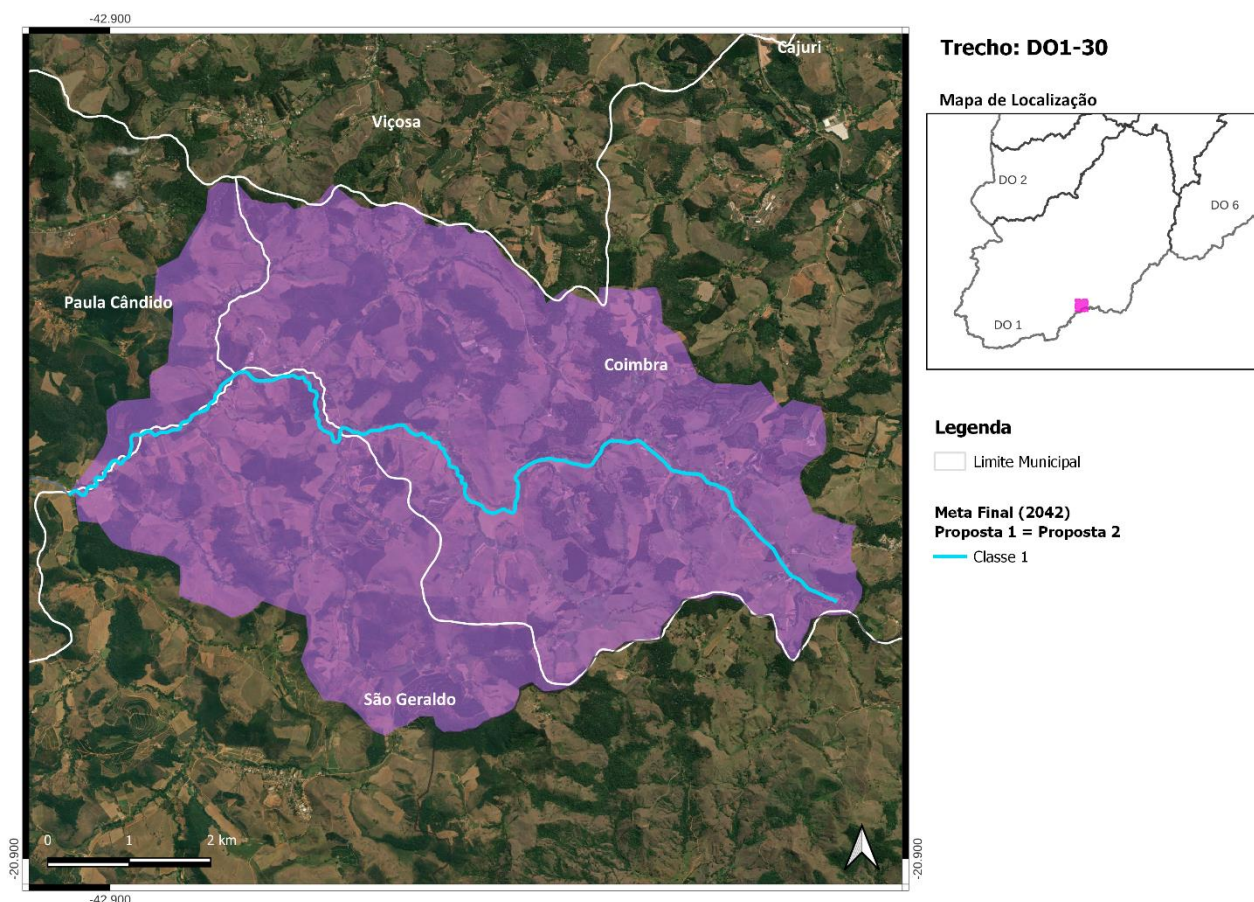 -42.900
Cajuri
Viçosa
Paula Cândido
Coimbra
São Geraldo
0 1 2 km
-20.900
-20.900
-42.900
Trecho: DO1-30
Mapa de Localização
DO 2
DO 6
DO 1
Legenda
Limite Municipal
Meta Final (2042)
Proposta 1 = Proposta 2
Classe 1